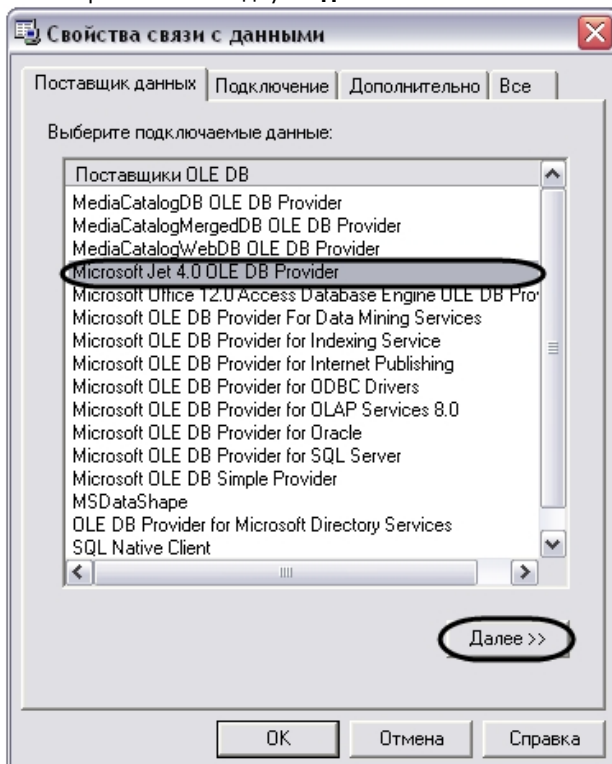 Свойства связи с данными
Поставщик данных Подключение Дополнительно Все
Выберите подключаемые данные:
Поставщики OLE DB
MediaCatalogDB OLE DB Provider
MediaCatalogMergedDB OLE DB Provider
MediaCatalogWebDB OLE DB Provider
Microsoft Jet 4.0 OLE DB Provider
Microsoft Office 12.0 Access Database Engine OLE DB Pro
Microsoft OLE DB Provider For Data Mining Services
Microsoft OLE DB Provider for Indexing Service
Microsoft OLE DB Provider for Internet Publishing
Microsoft OLE DB Provider for ODBC Drivers
Microsoft OLE DB Provider for OLAP Services 8.0
Microsoft OLE DB Provider for Oracle
Microsoft OLE DB Provider for SQL Server
Microsoft OLE DB Simple Provider
MSDataShape
OLE DB Provider for Microsoft Directory Services
SQL Native Client
Далее >>
OK Отмена Справка